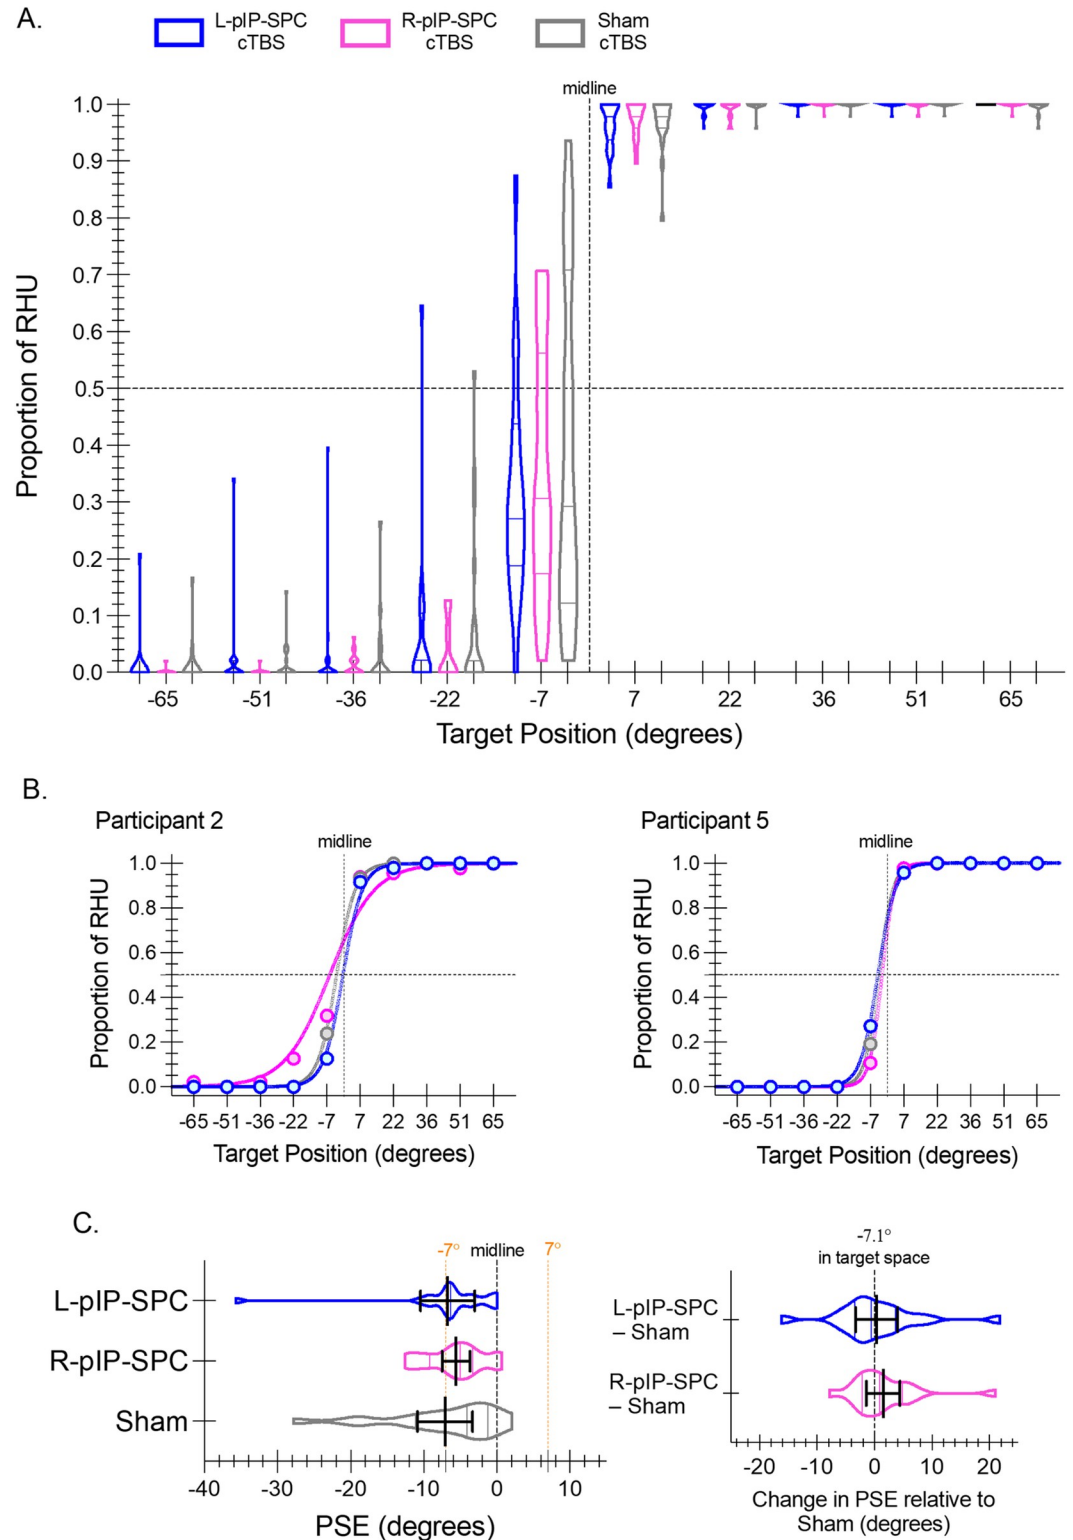 A.
L-pIP-SPC cTBS
R-pIP-SPC cTBS
Sham cTBS
midline
1.0
0.9
0.8
0.7
0.6
0.5
0.4
0.3
0.2
0.1
0.0
Proportion of RHU
-65 -51 -36 -22 -7 7 22 36 51 65
Target Position (degrees)
B.
Participant 2
midline
1.0
0.8
0.6
0.4
0.2
0.0
Proportion of RHU
-65 -51 -36 -22 -7 7 22 36 51 65
Target Position (degrees)
Participant 5
midline
1.0
0.8
0.6
0.4
0.2
0.0
Proportion of RHU
-65 -51 -36 -22 -7 7 22 36 51 65
Target Position (degrees)
C.
-7° midline 7°
L-pIP-SPC
R-pIP-SPC
Sham
-40 -30 -20 -10 0 10
PSE (degrees)
-7.1°
in target space
L-pIP-SPC
– Sham
R-pIP-SPC
– Sham
-20 -10 0 10 20
Change in PSE relative to
Sham (degrees)